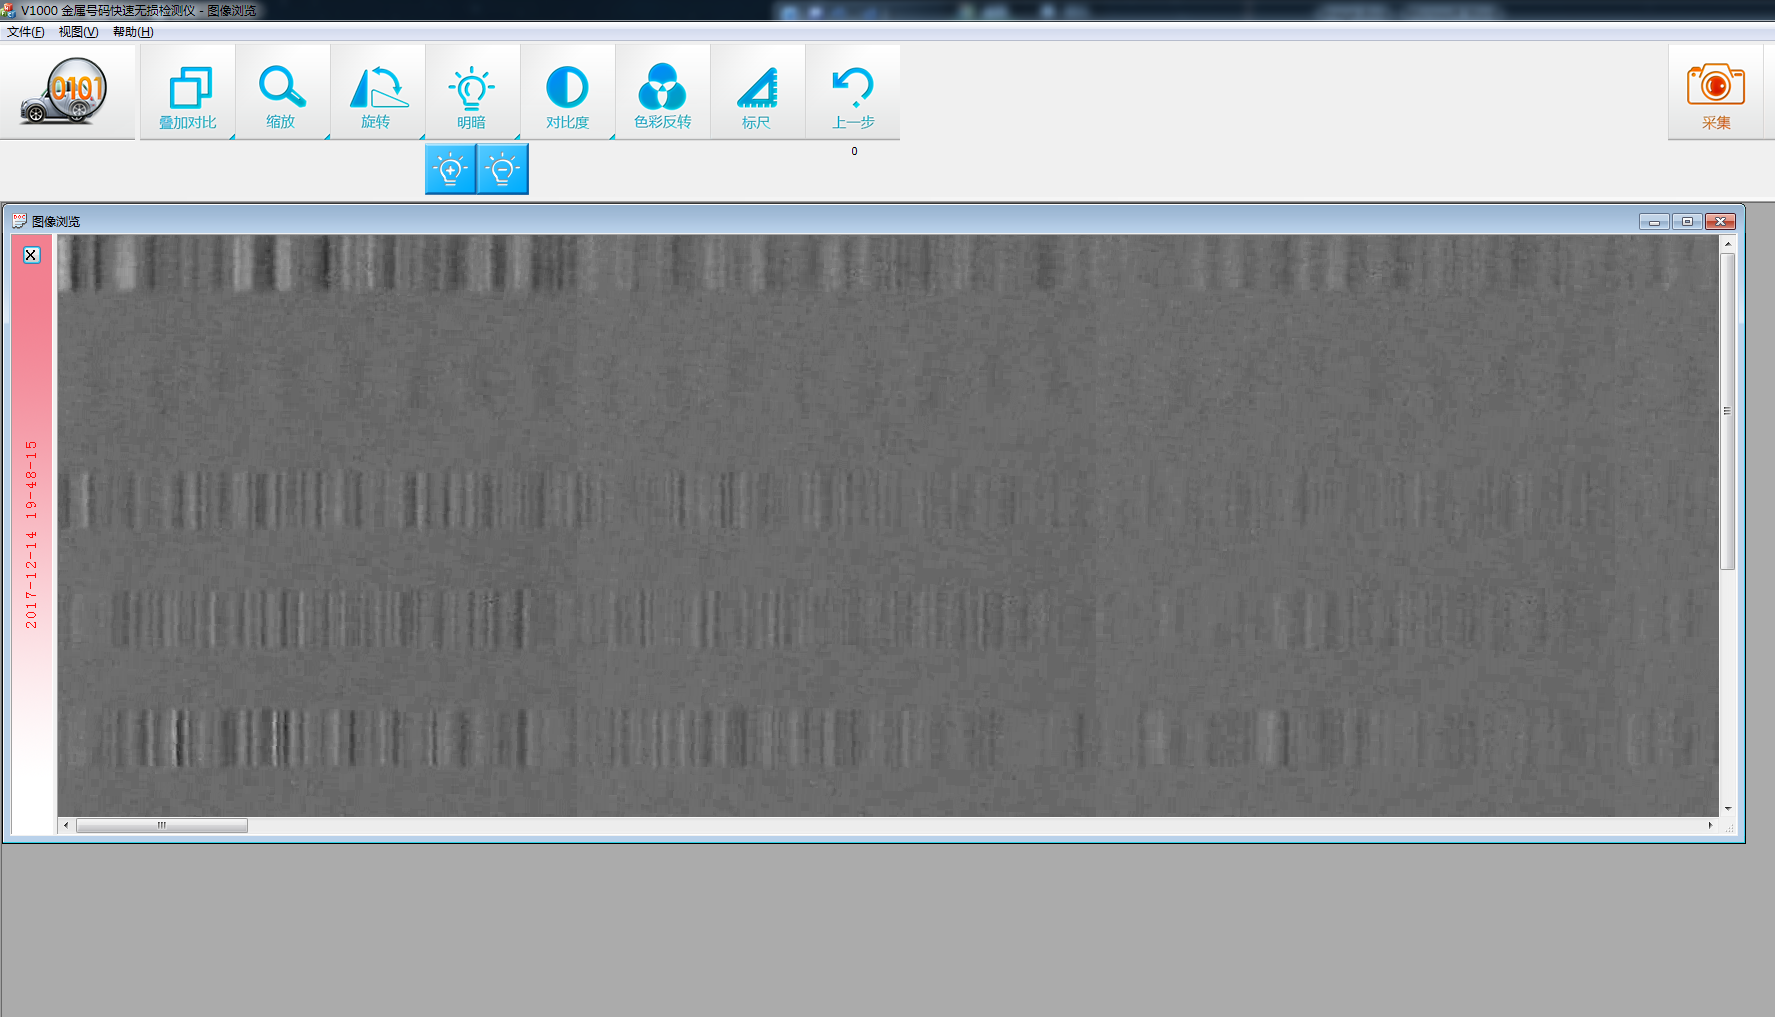 V1000 金属号码快速无损检测仪 - 图像浏览
文件(F) 视图(V) 帮助(H)
0101
叠加对比 缩放 旋转 明暗 对比度 色彩反转 标尺 上一步 采集
0
图像浏览
X
2017-12-14 19-48-15